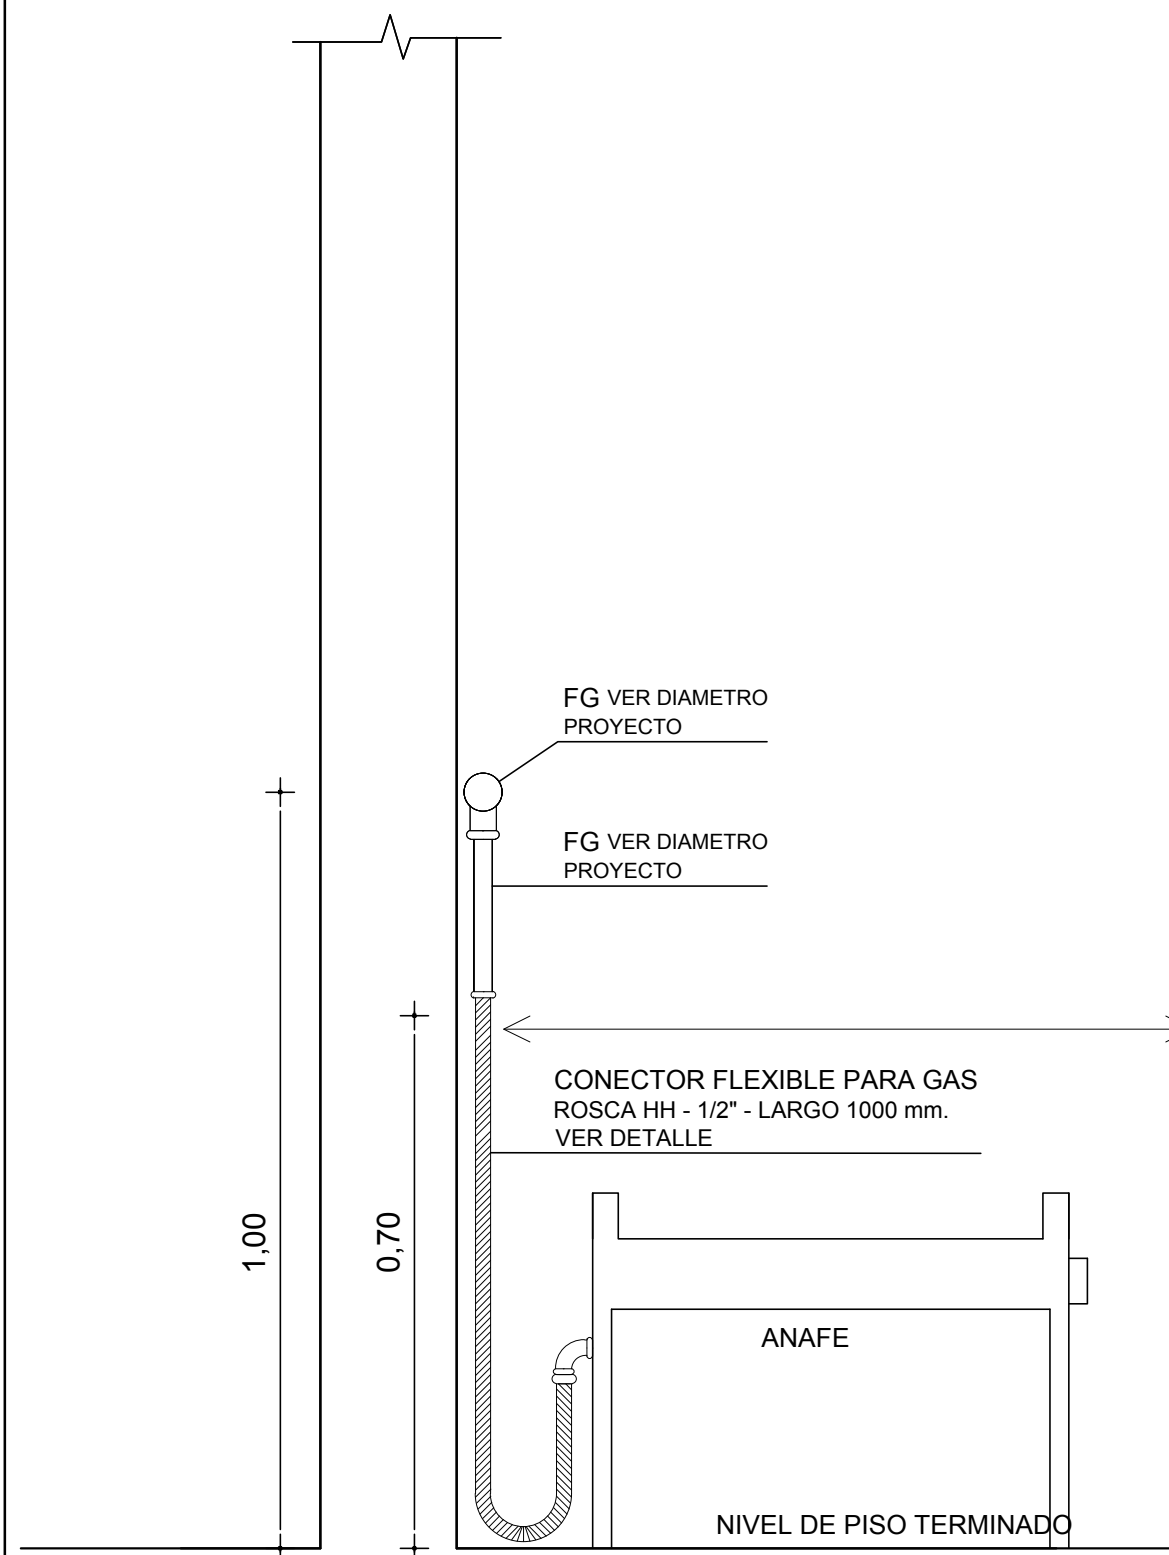 FG VER DIAMETRO
PROYECTO
FG VER DIAMETRO
PROYECTO
CONECTOR FLEXIBLE PARA GAS
ROSCA HH - 1/2" - LARGO 1000 mm.
VER DETALLE
1,00
0,70
ANAFE
NIVEL DE PISO TERMINADO